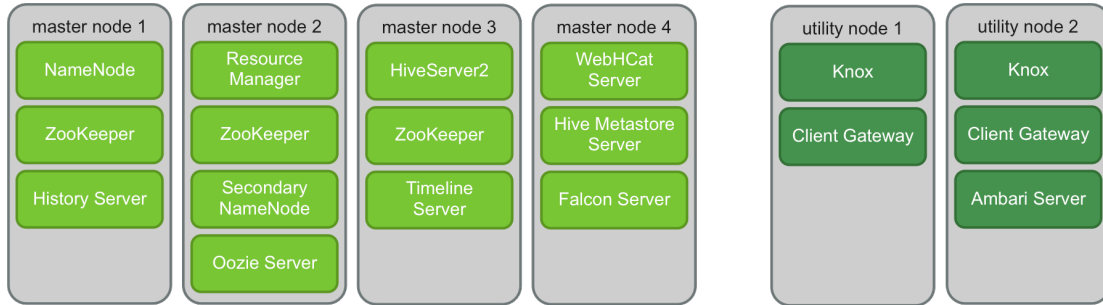 master node 1
NameNode
ZooKeeper
History Server
master node 2
Resource
Manager
ZooKeeper
Secondary
NameNode
Oozie Server
master node 3
HiveServer2
ZooKeeper
Timeline
Server
master node 4
WebHCat
Server
Hive Metastore
Server
Falcon Server
utility node 1
Knox
Client Gateway
utility node 2
Knox
Client Gateway
Ambari Server